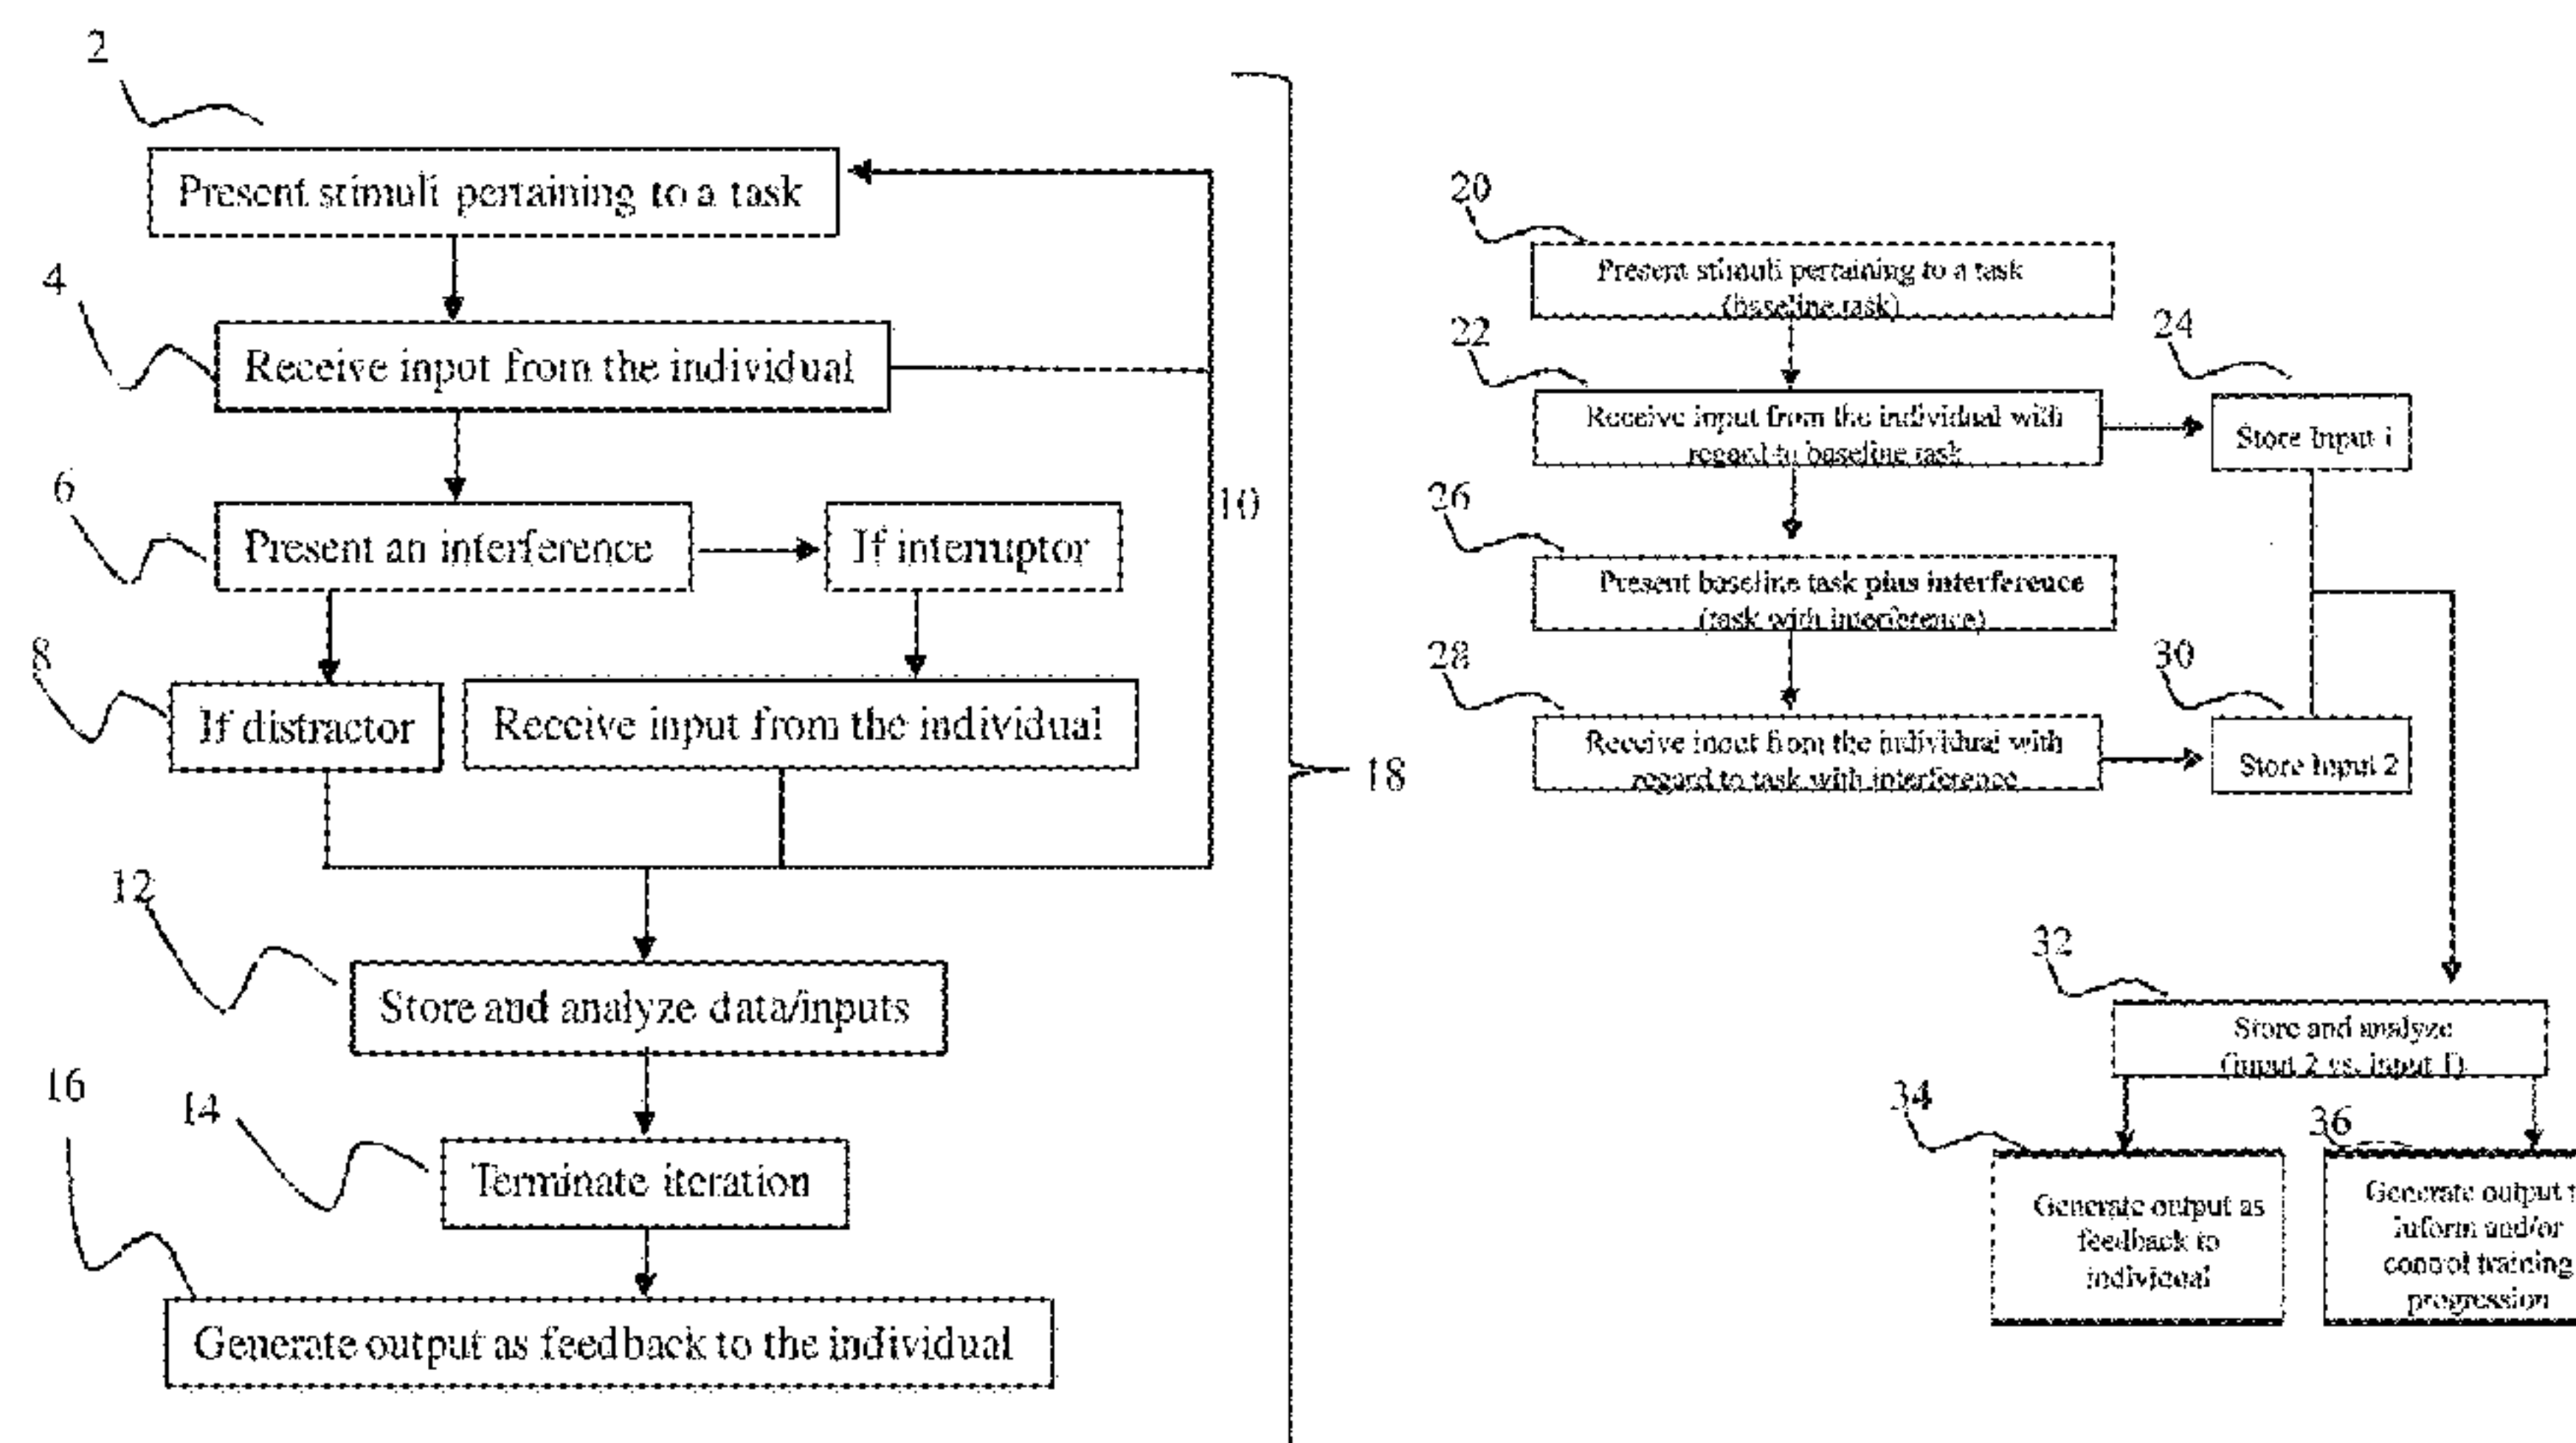 2
Present stimuli pertaining to a task
4
Receive input from the individual
6
Present an interference
If interruptor
10
8
If distractor
Receive input from the individual
12
Store and analyze data/inputs
16
14
Terminate iteration
Generate output as feedback to the individual
18
20
Present stimuli pertaining to a task
(baseline task)
22
Receive input from the individual with
regard to baseline task
24
Store Input 1
26
Present baseline task plus interference
(task with interference)
28
Receive input from the individual with
regard to task with interference
30
Store Input 2
32
Store and analyze
(input 2 vs. input 1)
34
Generate output as
feedback to
individual
36
Generate output
inform and/or
control training
progression